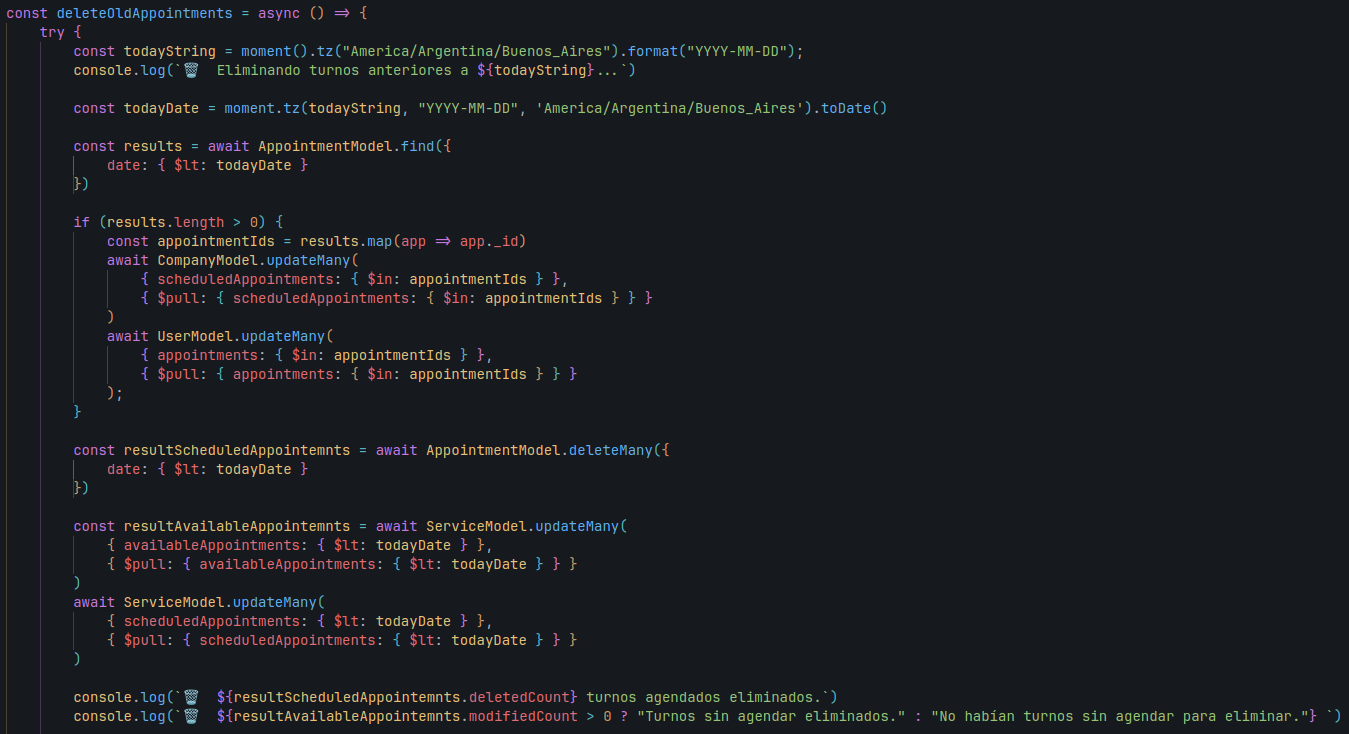 const deleteOldAppointments = async () => {
    try {
        const todayString = moment().tz("America/Argentina/Buenos_Aires").format("YYYY-MM-DD");
        console.log(`🗑️  Eliminando turnos anteriores a ${todayString}...`)

        const todayDate = moment.tz(todayString, "YYYY-MM-DD", 'America/Argentina/Buenos_Aires').toDate()

        const results = await AppointmentModel.find({
            date: { $lt: todayDate }
        })

        if (results.length > 0) {
            const appointmentIds = results.map(app => app._id)
            await CompanyModel.updateMany(
                { scheduledAppointments: { $in: appointmentIds } },
                { $pull: { scheduledAppointments: { $in: appointmentIds } } }
            )
            await UserModel.updateMany(
                { appointments: { $in: appointmentIds } },
                { $pull: { appointments: { $in: appointmentIds } } }
            );
        }

        const resultScheduledAppointemnts = await AppointmentModel.deleteMany({
            date: { $lt: todayDate }
        })

        const resultAvailableAppointemnts = await ServiceModel.updateMany(
            { availableAppointments: { $lt: todayDate } },
            { $pull: { availableAppointments: { $lt: todayDate } } }
        )
        await ServiceModel.updateMany(
            { scheduledAppointments: { $lt: todayDate } },
            { $pull: { scheduledAppointments: { $lt: todayDate } } }
        )

        console.log(`🗑️  ${resultScheduledAppointemnts.deletedCount} turnos agendados eliminados.`)
        console.log(`🗑️  ${resultAvailableAppointemnts.modifiedCount > 0 ? "Turnos sin agendar eliminados." : "No habían turnos sin agendar para eliminar."} `)